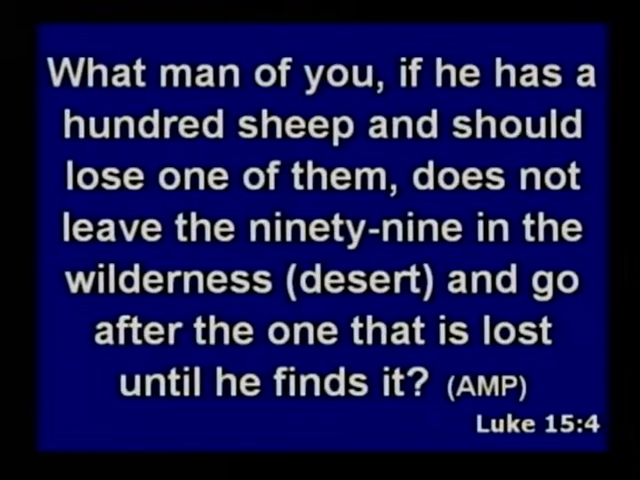 What man of you, if he has a
hundred sheep and should
lose one of them, does not
leave the ninety-nine in the
wilderness (desert) and go
after the one that is lost
until he finds it? (AMP)
Luke 15:4